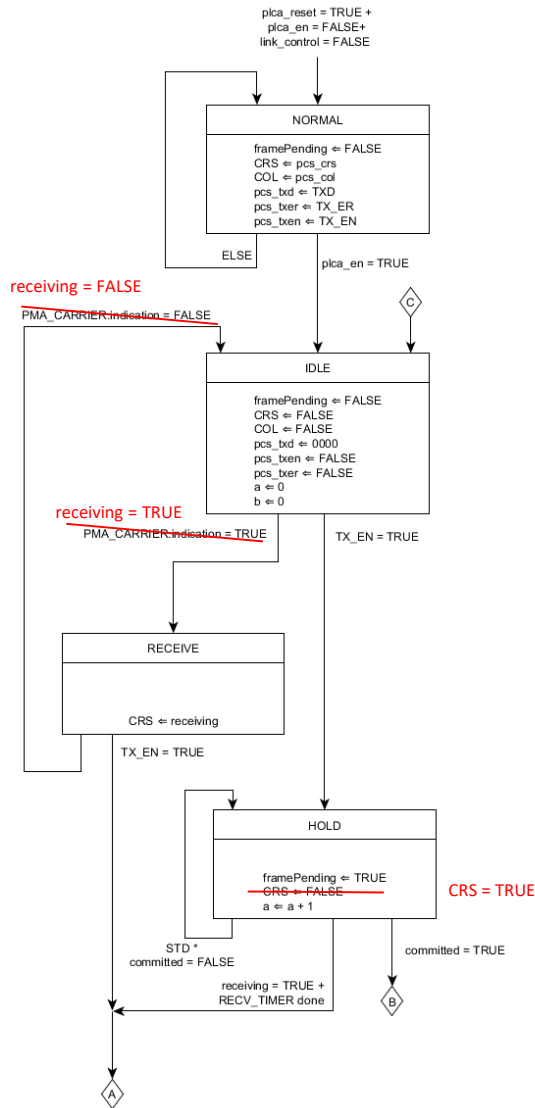 plca_reset = TRUE +
plca_en = FALSE+
link_control = FALSE
NORMAL
framePending ⇐ FALSE
CRS ⇐ pcs_crs
COL ⇐ pcs_col
pcs_txd ⇐ TXD
pcs_txer ⇐ TX_ER
pcs_txen ⇐ TX_EN
ELSE
plca_en = TRUE
receiving = FALSE
PMA_CARRIER.indication = FALSE
C
IDLE
framePending ⇐ FALSE
CRS ⇐ FALSE
COL ⇐ FALSE
pcs_txd ⇐ 0000
pcs_txen ⇐ FALSE
pcs_txer ⇐ FALSE
a ⇐ 0
b ⇐ 0
receiving = TRUE
PMA_CARRIER.indication = TRUE
TX_EN = TRUE
RECEIVE
CRS ⇐ receiving
TX_EN = TRUE
HOLD
framePending ⇐ TRUE
CRS ⇐ FALSE
CRS = TRUE
a ⇐ a + 1
STD *
committed = FALSE
committed = TRUE
receiving = TRUE +
RECV_TIMER done
B
A